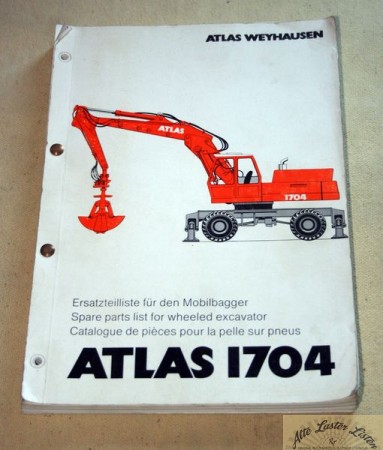 ATLAS WEYHAUSEN
ATLAS
1704
Ersatzteilliste für den Mobilbagger
Spare parts list for wheeled excavator
Catalogue de pièces pour la pelle sur pneus
ATLAS 1704
Alte Laster Listen